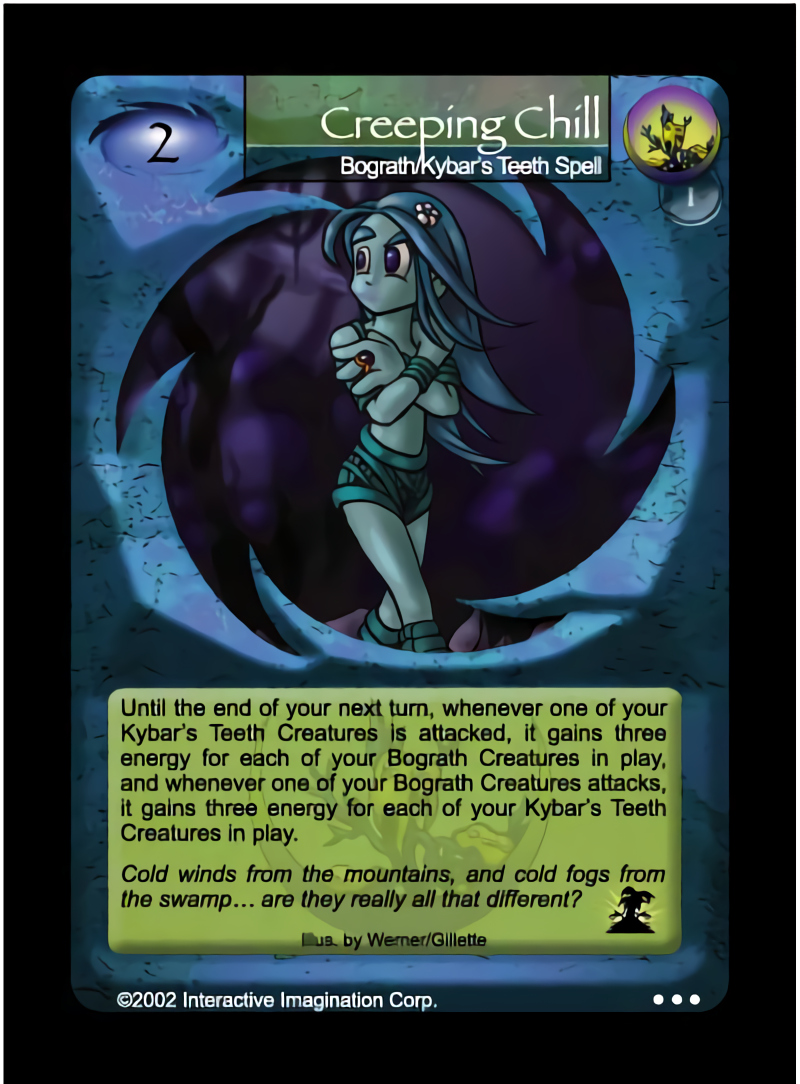 2
Creeping Chill
Bograth/Kybar's Teeth Spell
1
Until the end of your next turn, whenever one of your
Kybar's Teeth Creatures is attacked, it gains three
energy for each of your Bograth Creatures in play,
and whenever one of your Bograth Creatures attacks,
it gains three energy for each of your Kybar's Teeth
Creatures in play.
Cold winds from the mountains, and cold fogs from
the swamp... are they really all that different?
Illus. by Werner/Gillette
©2002 Interactive Imagination Corp.